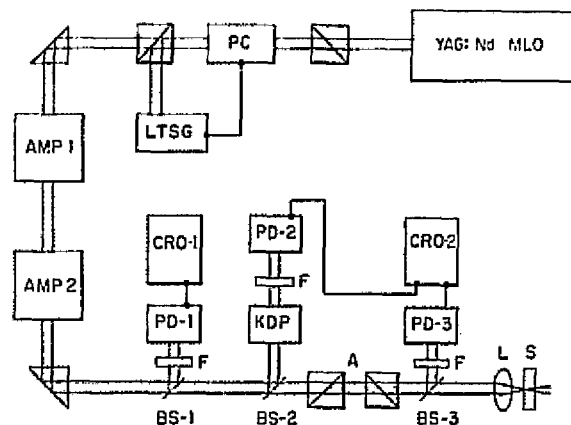 PC
YAG: Nd MLO
LTSG
AMP 1
CRO-1
PD-2
CRO-2
AMP 2
F
PD-1
KDP
PD-3
F
A
F
L S
BS-1
BS-2
BS-3